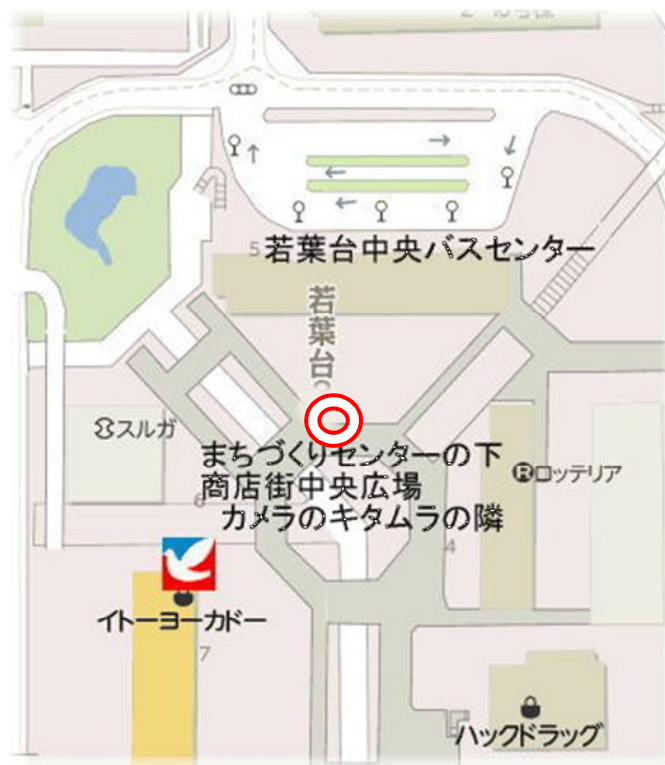 5
若葉台中央バスセンター
若葉台
スルガ
まちづくりセンターの下
商店街中央広場
カメラのキタムラの隣
R ロッテリア
6
4
イトーヨーカドー
7
ハックドラッグ